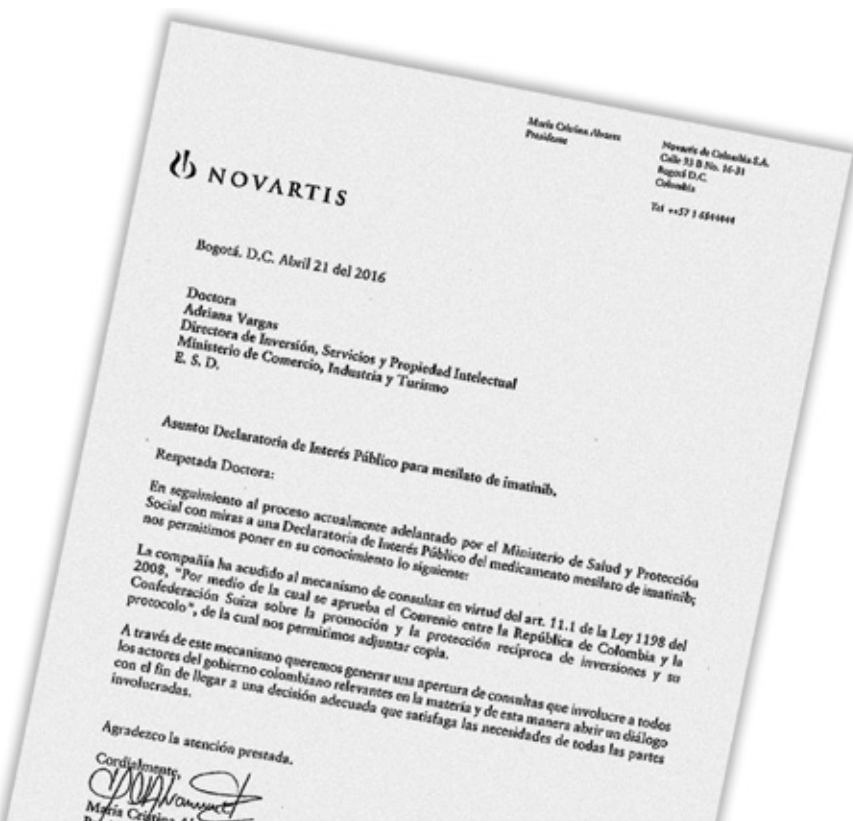 María Cristina Alvarez
Presidente
Novartis de Colombia S.A.
Calle 93 B No. 16-31
Bogotá D.C.
Colombia
Tel ++57 1 6544444
NOVARTIS
Bogotá. D.C. Abril 21 del 2016
Doctora
Adriana Vargas
Directora de Inversión, Servicios y Propiedad Intelectual
Ministerio de Comercio, Industria y Turismo
E. S. D.
Asunto: Declaratoria de Interés Público para mesilato de imatinib.
Respetada Doctora:
En seguimiento al proceso actualmente adelantado por el Ministerio de Salud y Protección
Social con miras a una Declaratoria de Interés Público del medicamento mesilato de imatinib;
nos permitimos poner en su conocimiento lo siguiente:
La compañía ha acudido al mecanismo de consultas en virtud del art. 11.1 de la Ley 1198 del
2008, "Por medio de la cual se aprueba el Convenio entre la República de Colombia y la
Confederación Suiza sobre la promoción y la protección recíproca de inversiones y su
protocolo", de la cual nos permitimos adjuntar copia.
A través de este mecanismo queremos generar una apertura de consultas que involucre a todos
los actores del gobierno colombiano relevantes en la materia y de esta manera abrir un diálogo
con el fin de llegar a una decisión adecuada que satisfaga las necesidades de todas las partes
involucradas.
Agradezco la atención prestada.
Cordialmente,
María Cristina